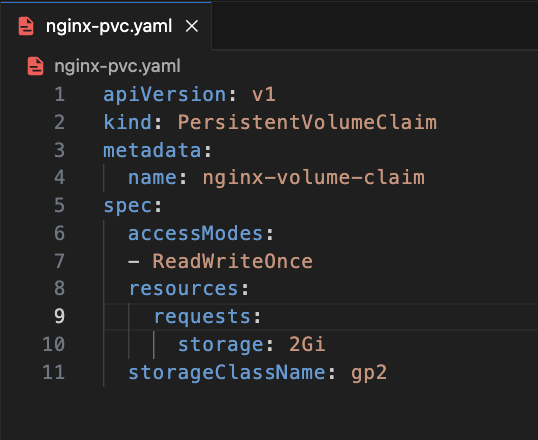 nginx-pvc.yaml ×
nginx-pvc.yaml
1 apiVersion: v1
2 kind: PersistentVolumeClaim
3 metadata:
4   name: nginx-volume-claim
5 spec:
6   accessModes:
7   - ReadWriteOnce
8   resources:
9     requests:
10       storage: 2Gi
11   storageClassName: gp2